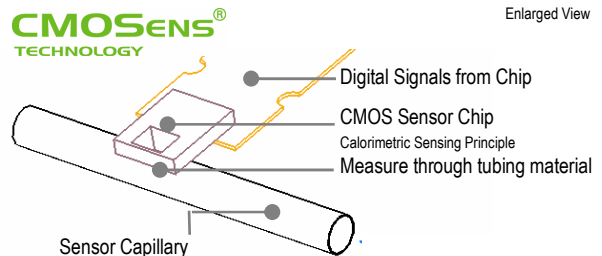 CMOSENS®
TECHNOLOGY
Enlarged View
Digital Signals from Chip
CMOS Sensor Chip
Calorimetric Sensing Principle
Measure through tubing material
Sensor Capillary